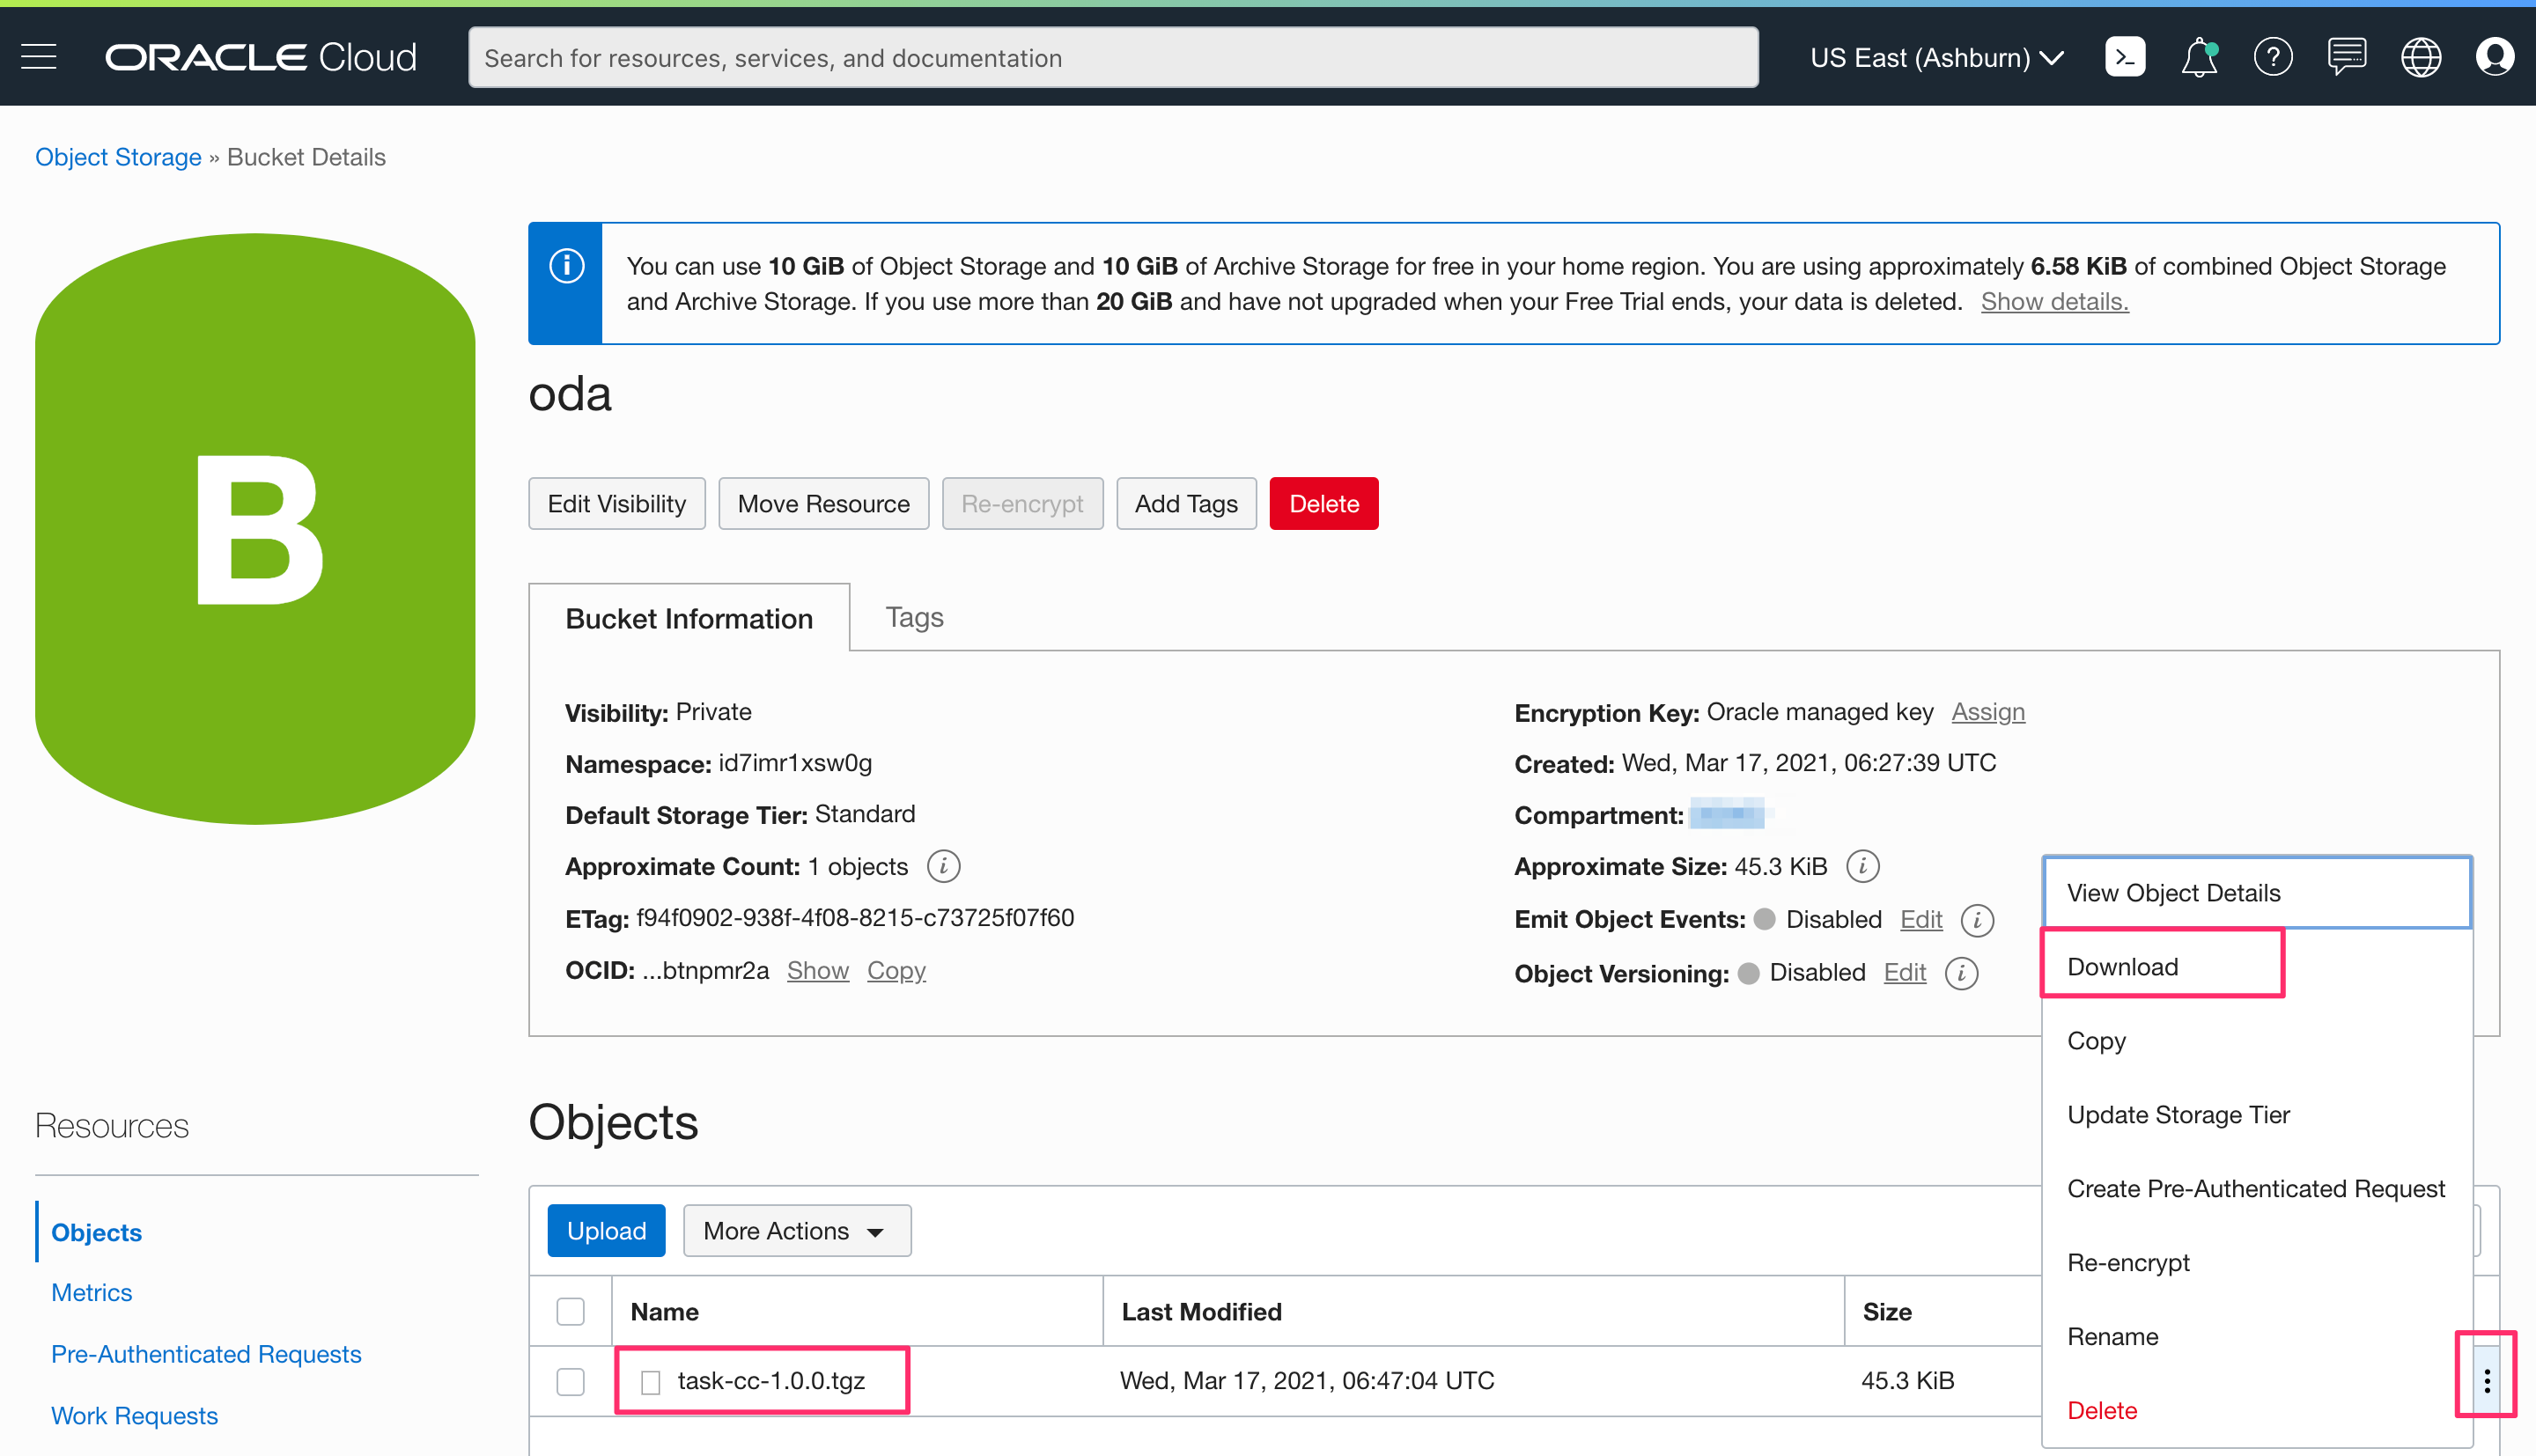 ORACLE Cloud
Search for resources, services, and documentation
US East (Ashburn)
Object Storage » Bucket Details
You can use 10 GiB of Object Storage and 10 GiB of Archive Storage for free in your home region. You are using approximately 6.58 KiB of combined Object Storage
and Archive Storage. If you use more than 20 GiB and have not upgraded when your Free Trial ends, your data is deleted. Show details.
B
oda
Edit Visibility Move Resource Re-encrypt Add Tags Delete
Bucket Information Tags
Visibility: Private
Namespace: id7imr1xsw0g
Default Storage Tier: Standard
Approximate Count: 1 objects
ETag: f94f0902-938f-4f08-8215-c73725f07f60
OCID: ...btnpmr2a Show Copy
Encryption Key: Oracle managed key Assign
Created: Wed, Mar 17, 2021, 06:27:39 UTC
Compartment:
Approximate Size: 45.3 KiB
Emit Object Events: Disabled Edit
Object Versioning: Disabled Edit
View Object Details
Download
Copy
Update Storage Tier
Create Pre-Authenticated Request
Re-encrypt
Rename
Delete
Resources
Objects
Metrics
Pre-Authenticated Requests
Work Requests
Objects
Upload More Actions
Name Last Modified Size
task-cc-1.0.0.tgz Wed, Mar 17, 2021, 06:47:04 UTC 45.3 KiB